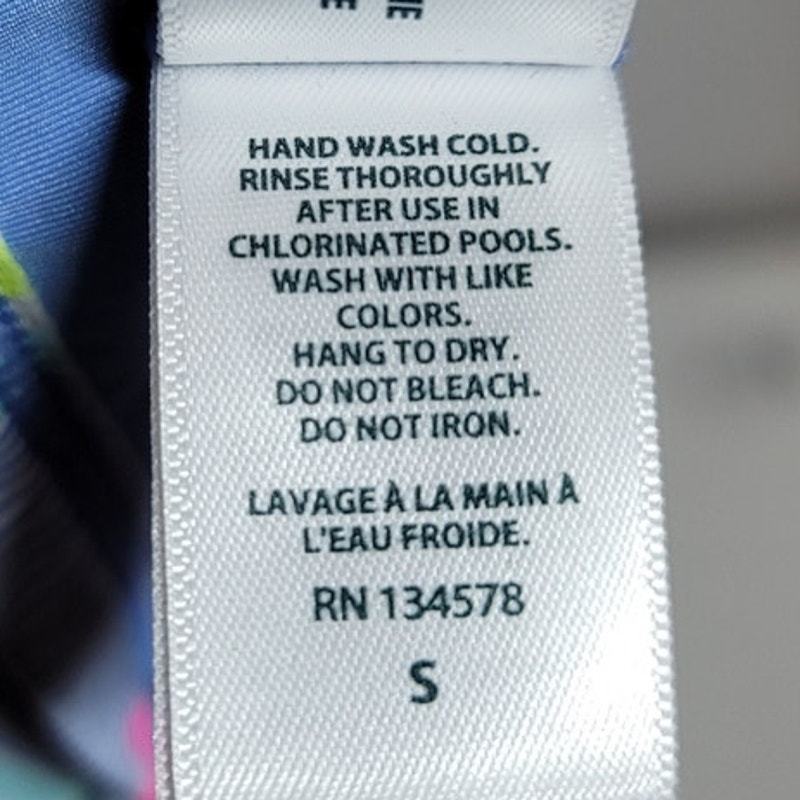 HAND WASH COLD.
RINSE THOROUGHLY
AFTER USE IN
CHLORINATED POOLS.
WASH WITH LIKE
COLORS.
HANG TO DRY.
DO NOT BLEACH.
DO NOT IRON.
LAVAGE À LA MAIN À
L'EAU FROIDE.
RN 134578
S